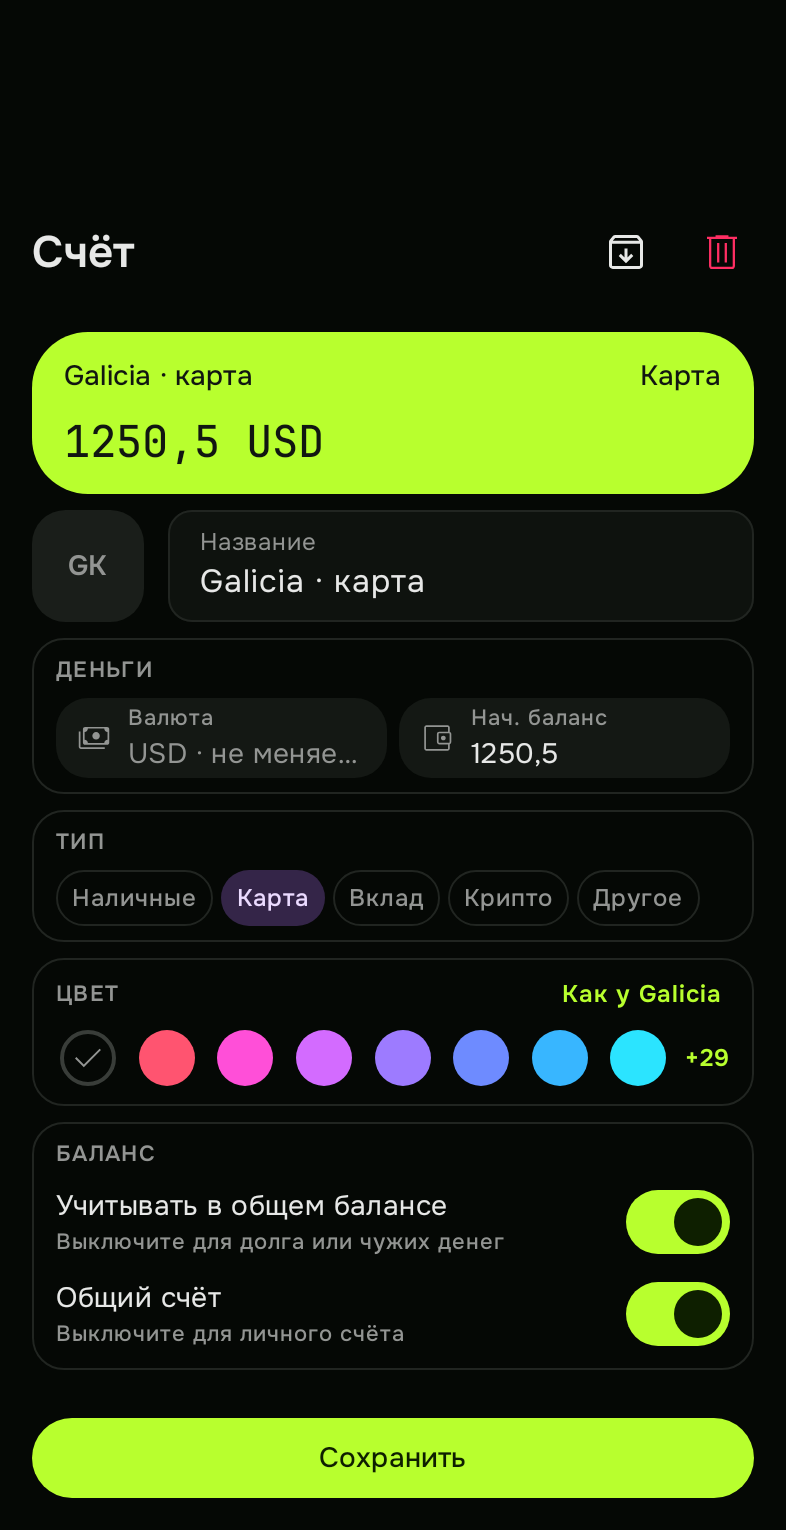 Счёт
Galicia · карта
Карта
1250,5 USD
GK
Название
Galicia · карта
ДЕНЬГИ
Валюта
USD · не меняе…
Нач. баланс
1250,5
ТИП
Наличные
Карта
Вклад
Крипто
Другое
ЦВЕТ
Как у Galicia
+29
БАЛАНС
Учитывать в общем балансе
Выключите для долга или чужих денег
Общий счёт
Выключите для личного счёта
Сохранить